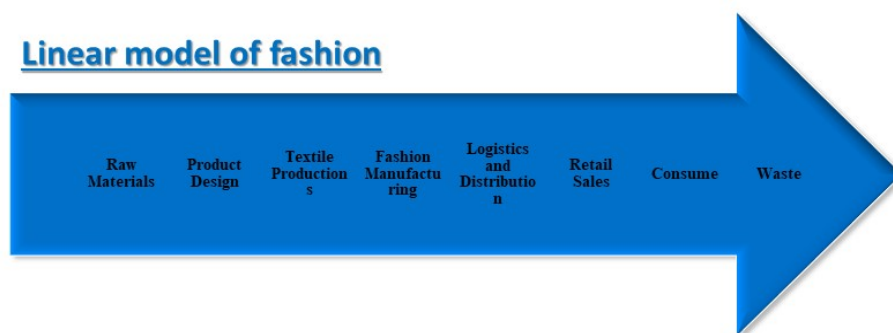 Linear model of fashion
Raw
Materials
Product
Design
Textile
Production
s
Fashion
Manufactu
ring
Logistics
and
Distributio
n
Retail
Sales
Consume
Waste